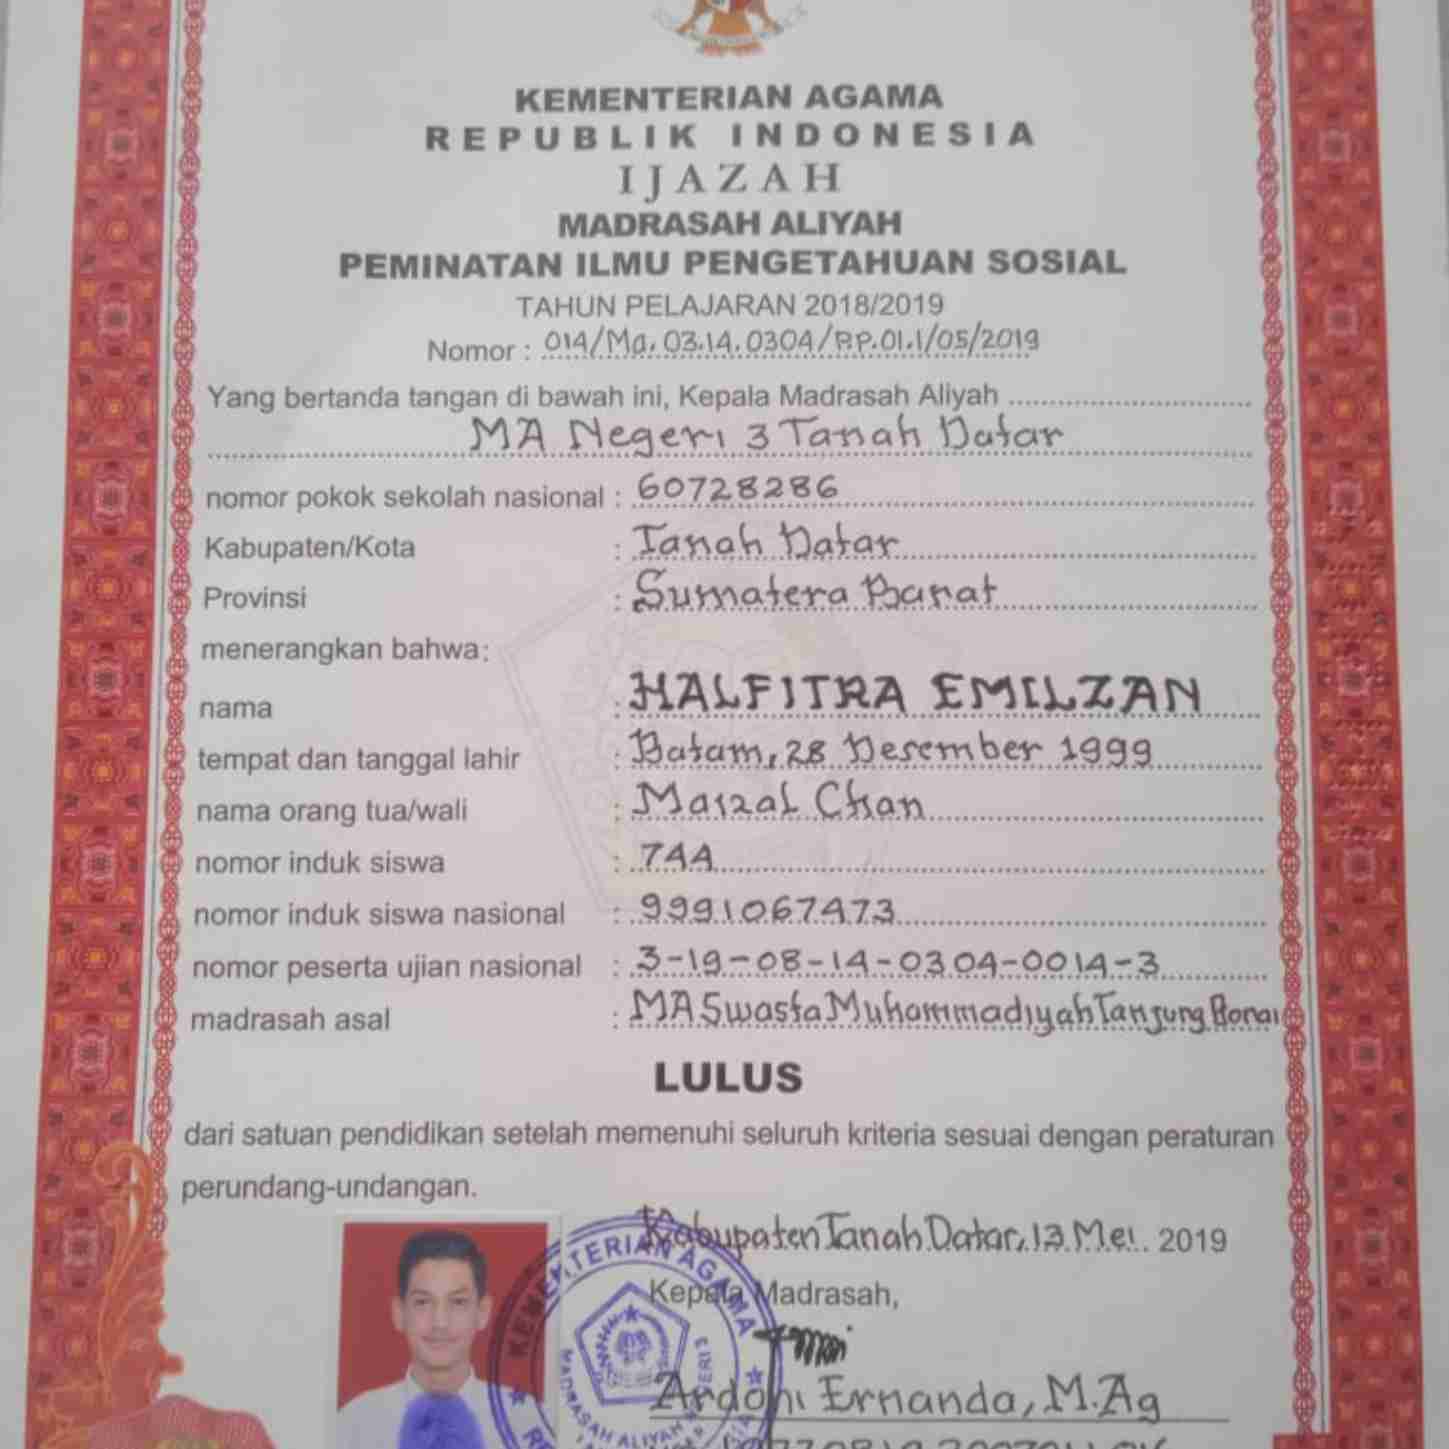 KEMENTERIAN AGAMA
REPUBLIK INDONESIA
IJAZAH
MADRASAH ALIYAH
PEMINATAN ILMU PENGETAHUAN SOSIAL
TAHUN PELAJARAN 2018/2019
Nomor : 014/Ma.03.14.0304/PP.01.1/05/2019
Yang bertanda tangan di bawah ini, Kepala Madrasah Aliyah
MA Negeri 3 Tanah Datar
nomor pokok sekolah nasional : 60728286
Kabupaten/Kota : Tanah Datar
Provinsi : Sumatera Barat
menerangkan bahwa:
nama : HALFITRA EMILZAN
tempat dan tanggal lahir : Batam, 28 Desember 1999
nama orang tua/wali : Maizal Chan
nomor induk siswa : 744
nomor induk siswa nasional : 9991067473
nomor peserta ujian nasional : 3-19-08-14-0304-0014-3
madrasah asal : MA Swasta Muhammadiyah Tanjung Bonai
LULUS
dari satuan pendidikan setelah memenuhi seluruh kriteria sesuai dengan peraturan
perundang-undangan.
Kabupaten Tanah Datar, 13 Mei 2019
Kepala Madrasah,
Ardoni Ernanda, M.Ag
KEMENTERIAN AGAMA
MADRASAH ALIYAH NEGERI 3